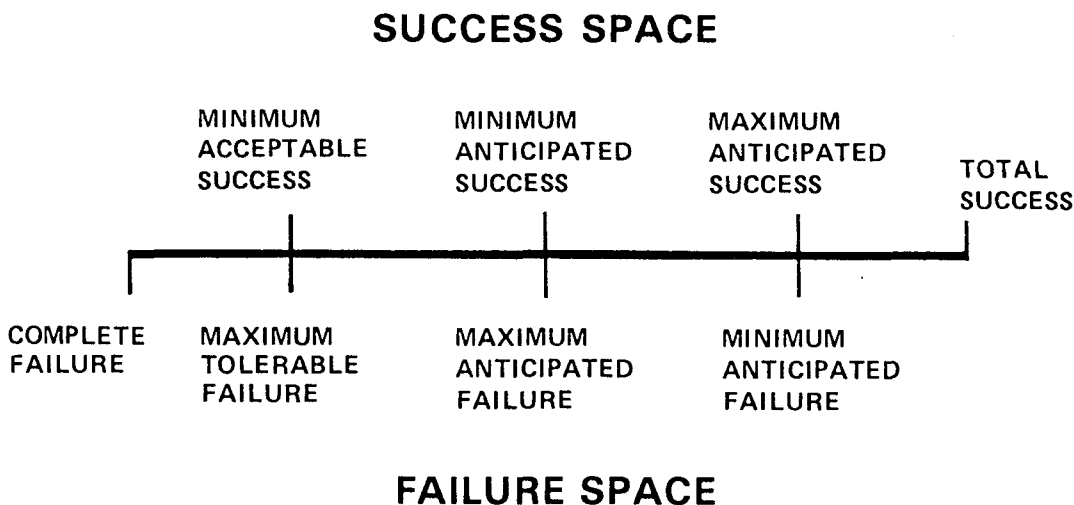 SUCCESS SPACE
MINIMUM
ACCEPTABLE
SUCCESS
MINIMUM
ANTICIPATED
SUCCESS
MAXIMUM
ANTICIPATED
SUCCESS
TOTAL
SUCCESS
COMPLETE
FAILURE
MAXIMUM
TOLERABLE
FAILURE
MAXIMUM
ANTICIPATED
FAILURE
MINIMUM
ANTICIPATED
FAILURE
FAILURE SPACE